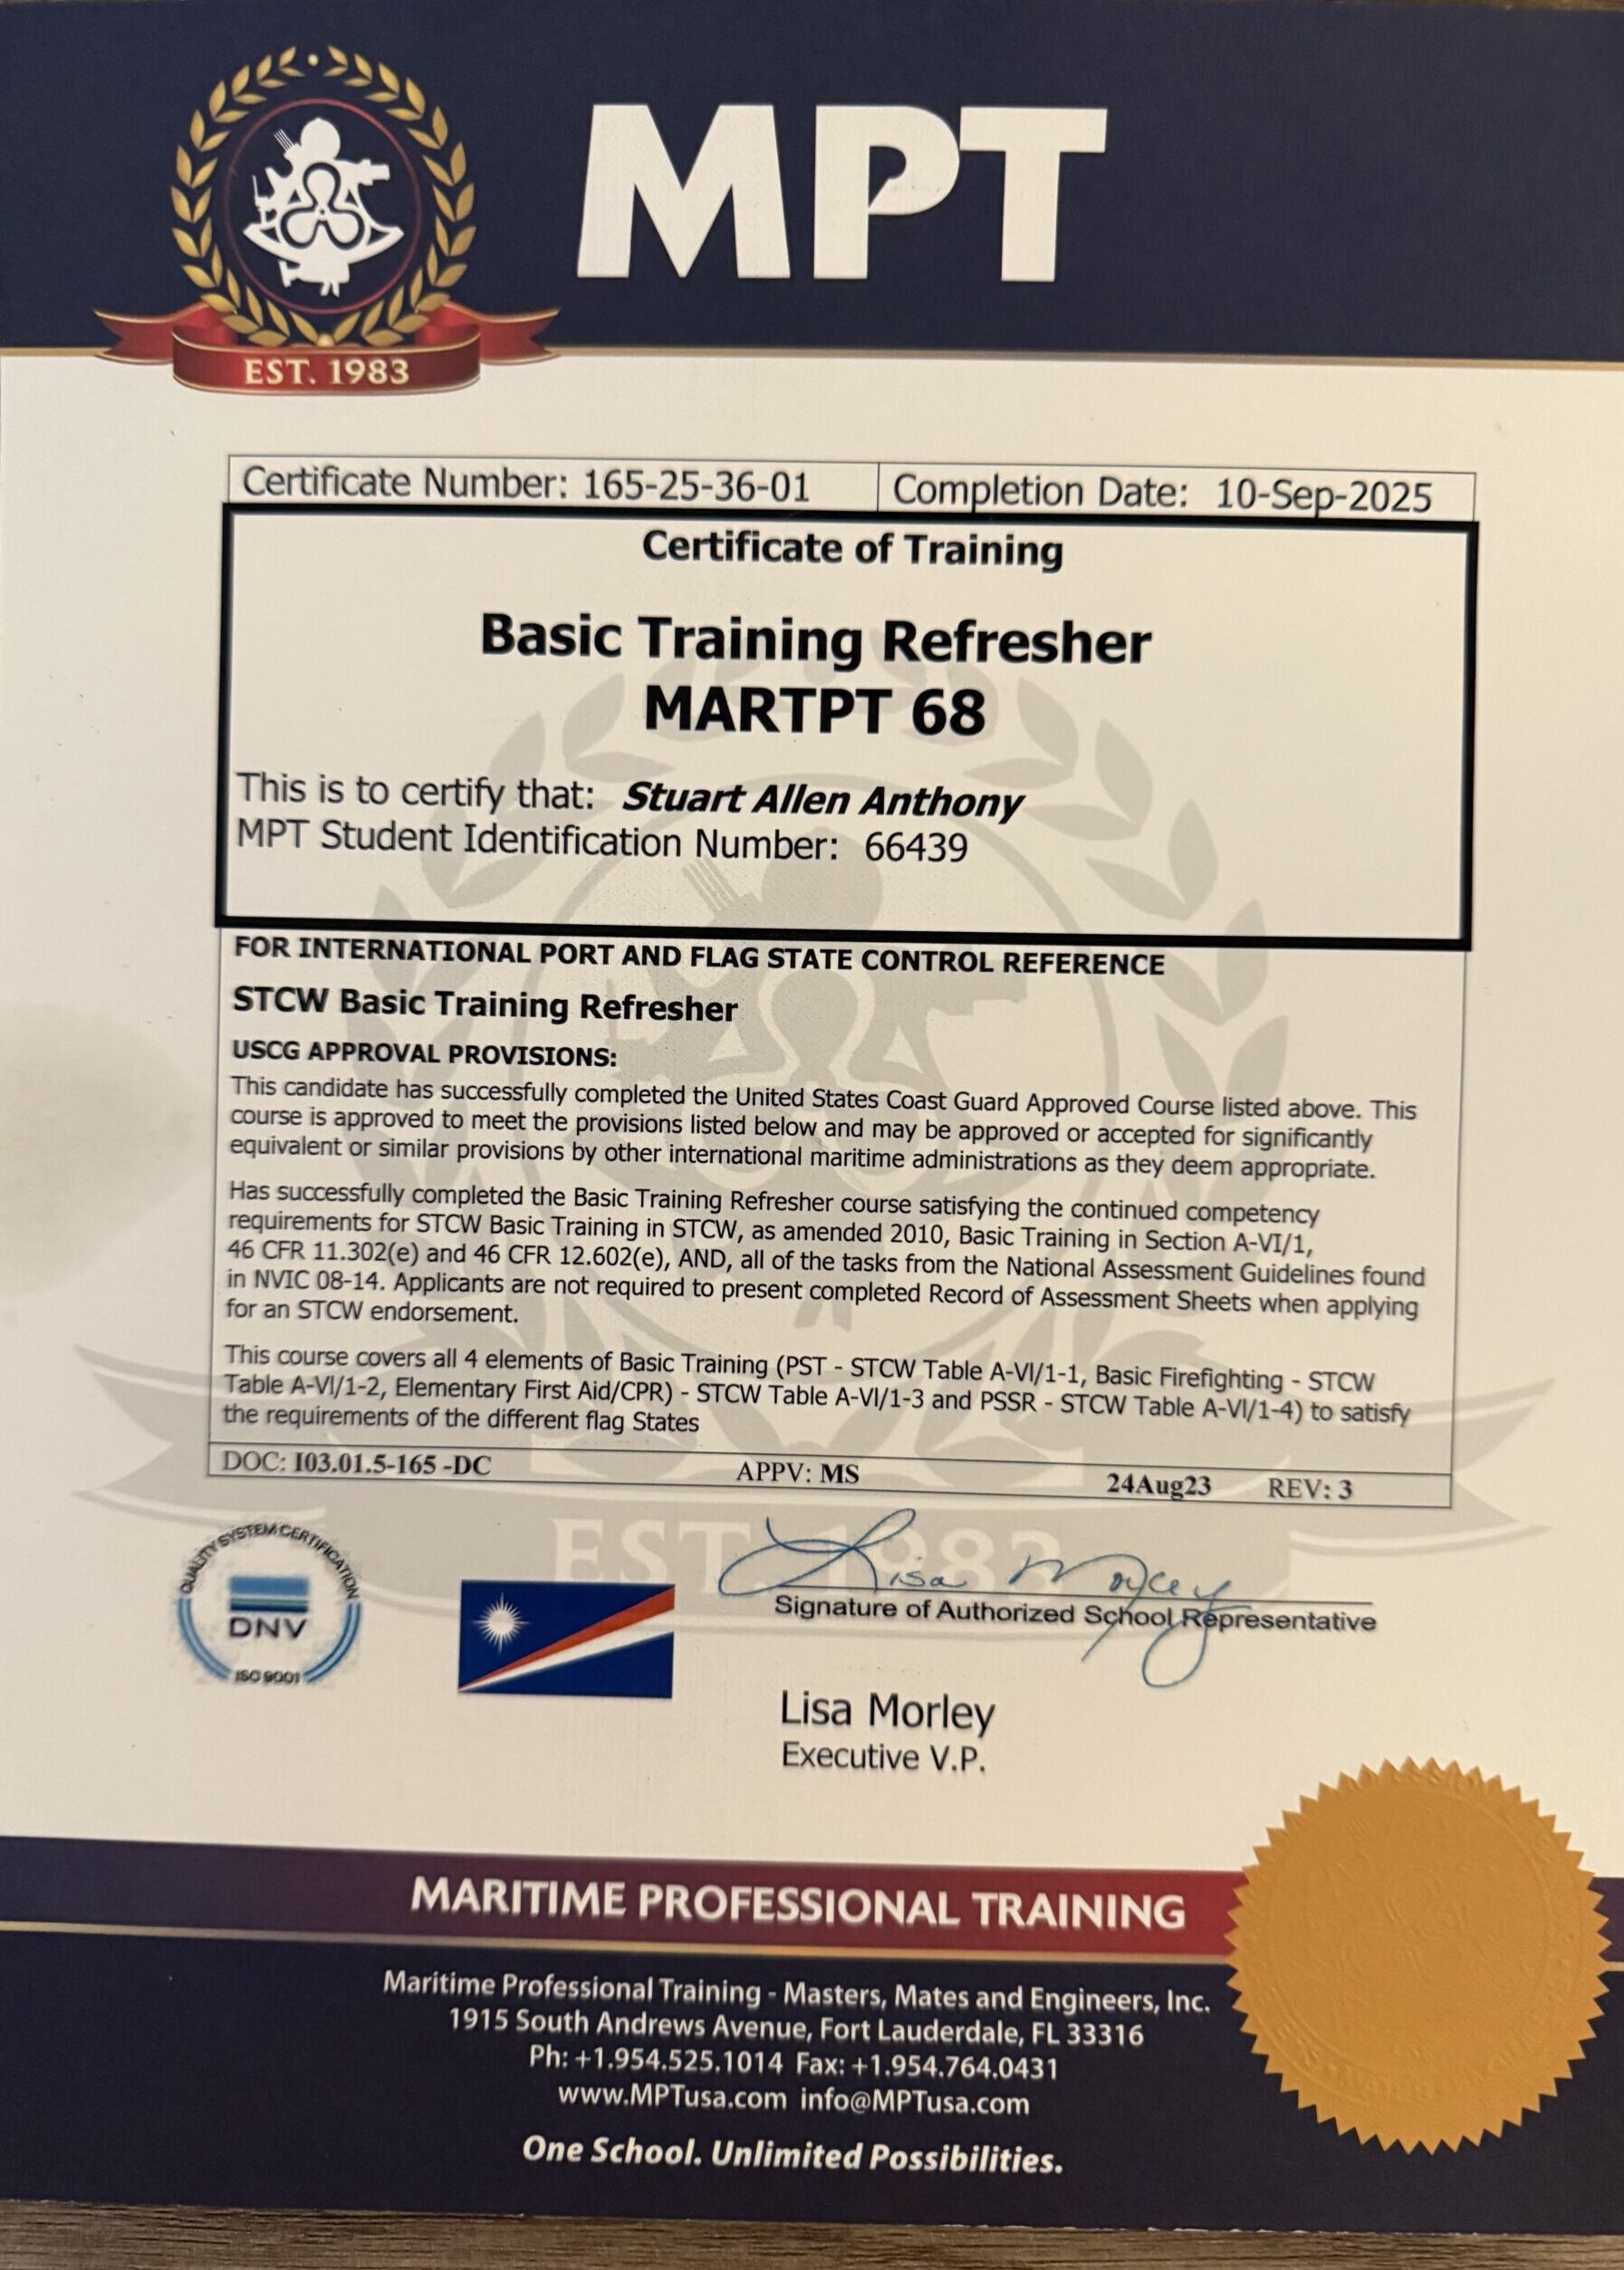 MPT
EST. 1983
Certificate Number: 165-25-36-01 Completion Date: 10-Sep-2025
Certificate of Training
Basic Training Refresher
MARTPT 68
This is to certify that: Stuart Allen Anthony
MPT Student Identification Number: 66439
FOR INTERNATIONAL PORT AND FLAG STATE CONTROL REFERENCE
STCW Basic Training Refresher
USCG APPROVAL PROVISIONS:
This candidate has successfully completed the United States Coast Guard Approved Course listed above. This
course is approved to meet the provisions listed below and may be approved or accepted for significantly
equivalent or similar provisions by other international maritime administrations as they deem appropriate.
Has successfully completed the Basic Training Refresher course satisfying the continued competency
requirements for STCW Basic Training in STCW, as amended 2010, Basic Training in Section A-VI/1,
46 CFR 11.302(e) and 46 CFR 12.602(e), AND, all of the tasks from the National Assessment Guidelines found
in NVIC 08-14. Applicants are not required to present completed Record of Assessment Sheets when applying
for an STCW endorsement.
This course covers all 4 elements of Basic Training (PST - STCW Table A-VI/1-1, Basic Firefighting - STCW
Table A-VI/1-2, Elementary First Aid/CPR) - STCW Table A-VI/1-3 and PSSR - STCW Table A-VI/1-4) to satisfy
the requirements of the different flag States
DOC: I03.01.5-165 -DC APPV: MS 24Aug23 REV: 3
EST. 1983
QUALITY SYSTEM CERTIFICATION
DNV
ISO 9001
Lisa Morley
Signature of Authorized School Representative
Lisa Morley
Executive V.P.
MARITIME PROFESSIONAL TRAINING
Maritime Professional Training - Masters, Mates and Engineers, Inc.
1915 South Andrews Avenue, Fort Lauderdale, FL 33316
Ph: +1.954.525.1014 Fax: +1.954.764.0431
www.MPTusa.com info@MPTusa.com
One School. Unlimited Possibilities.